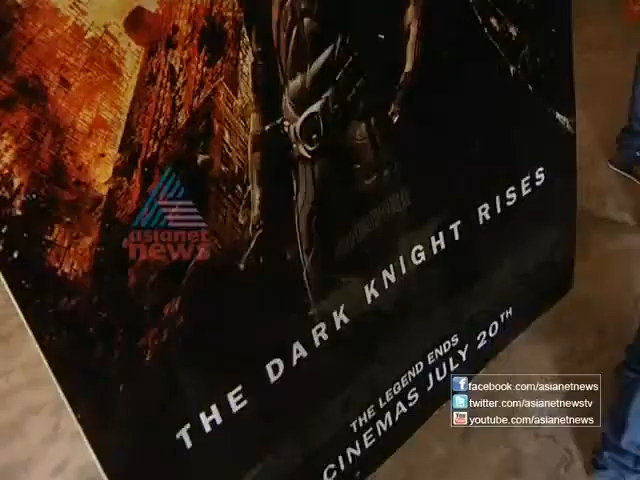 asianet
news
THE DARK KNIGHT RISES
THE LEGEND ENDS
CINEMAS JULY 20TH
facebook.com/asianetnews
twitter.com/asianetnewstv
You
youtube.com/asianetnews